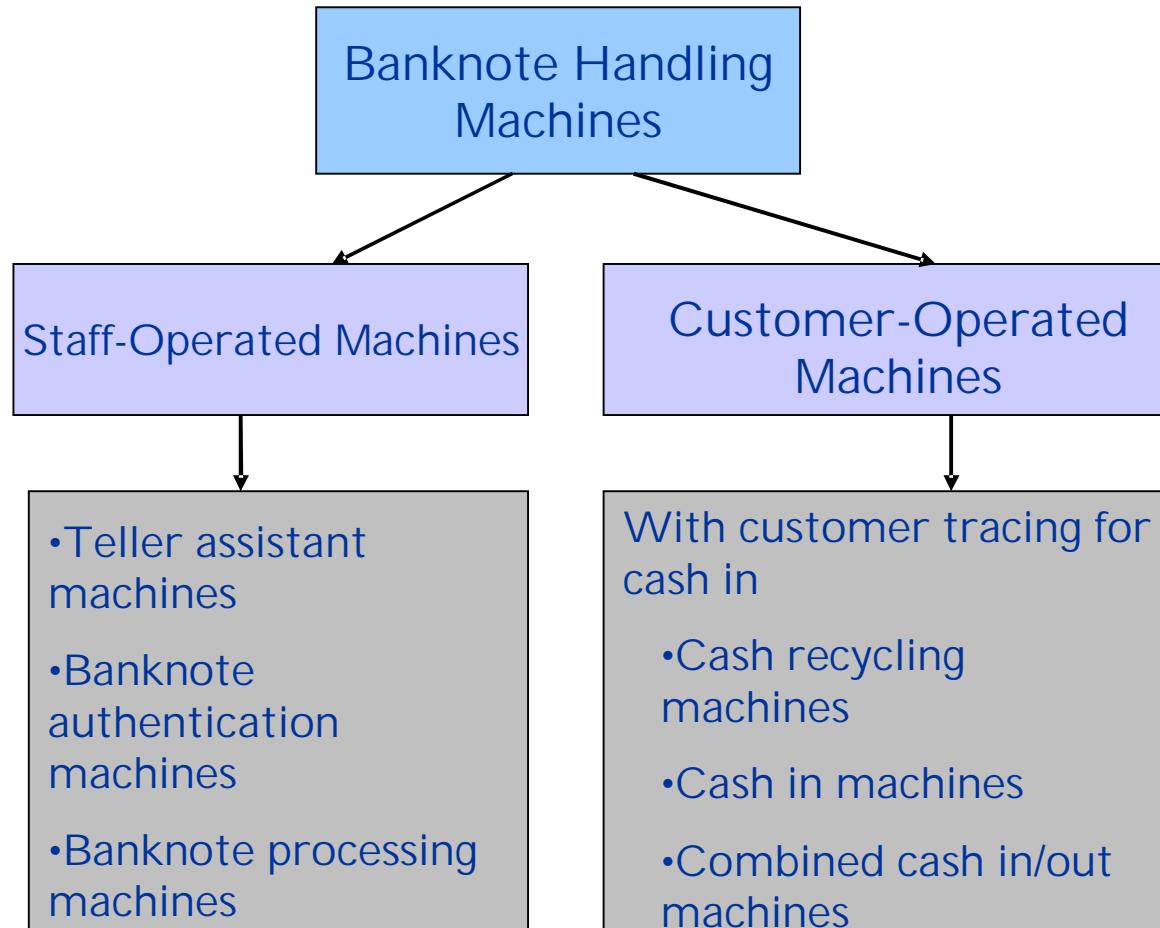 Banknote Handling
Machines
Staff-Operated Machines
Customer-Operated
Machines
•Teller assistant
machines
•Banknote
authentication
machines
•Banknote processing
machines
With customer tracing for
cash in
•Cash recycling
machines
•Cash in machines
•Combined cash in/out
machines